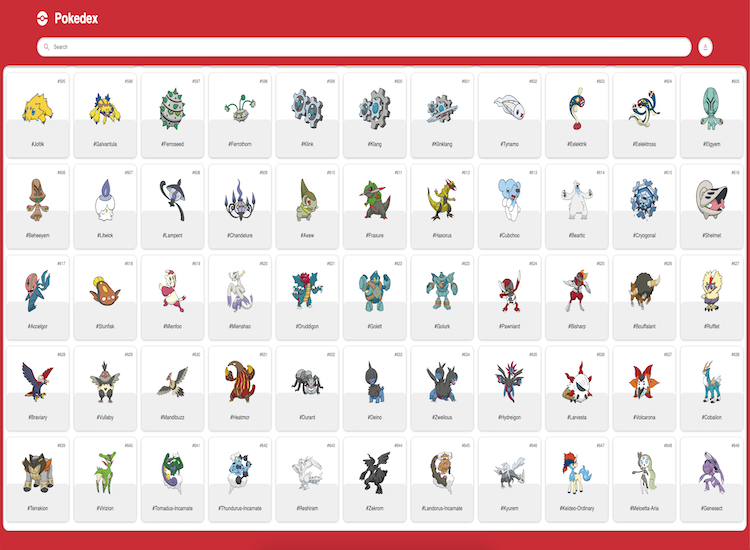 Pokedex
Search
#595 #596 #597 #598 #599 #600 #601 #602 #603 #604 #605
#Joltik #Galvantula #Ferroseed #Ferrothorn #Klink #Klang #Klinklang #Tynamo #Eelektrik #Eelektross #Elgyem
#606 #607 #608 #609 #610 #611 #612 #613 #614 #615 #616
#Beheeyem #Litwick #Lampent #Chandelure #Axew #Fraxure #Haxorus #Cubchoo #Beartic #Cryogonal #Shelmet
#617 #618 #619 #620 #621 #622 #623 #624 #625 #626 #627
#Accelgor #Stunfisk #Mienfoo #Mienshao #Druddigon #Golett #Golurk #Pawniard #Bisharp #Bouffalant #Rufflet
#628 #629 #630 #631 #632 #633 #634 #635 #636 #637 #638
#Braviary #Vullaby #Mandibuzz #Heatmor #Durant #Deino #Zweilous #Hydreigon #Larvesta #Volcarona #Cobalion
#639 #640 #641 #642 #643 #644 #645 #646 #647 #648 #649
#Terrakion #Virizion #Tornadus-Incarnate #Thundurus-Incarnate #Reshiram #Zekrom #Landorus-Incarnate #Kyurem #Keldeo-Ordinary #Meloetta-Aria #Genesect